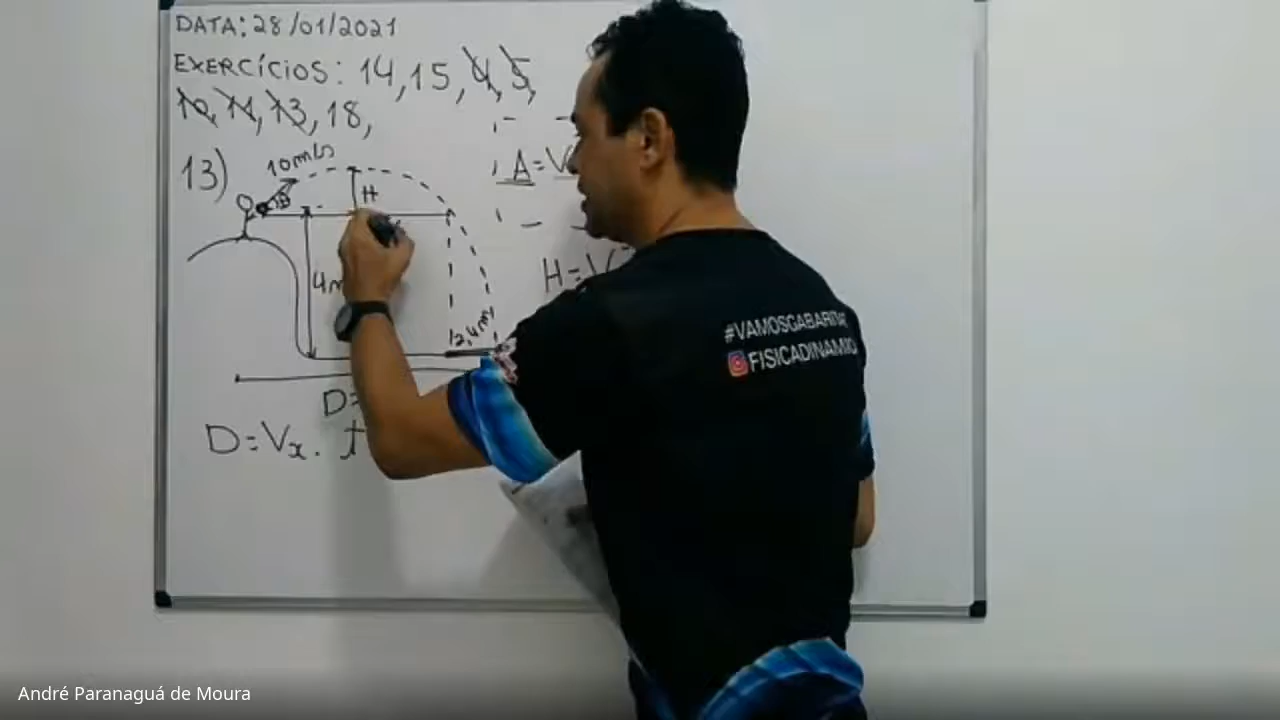 DATA: 28/01/2021
EXERCÍCIOS: 14, 15, 4, 5,
10, 11, 13, 18,
13) 10m/s
H
A=V
H=V
4m
2,4m
D=
D=Vx. t
#VAMOSGABARITAR
FISICADINAMIC
André Paranaguá de Moura